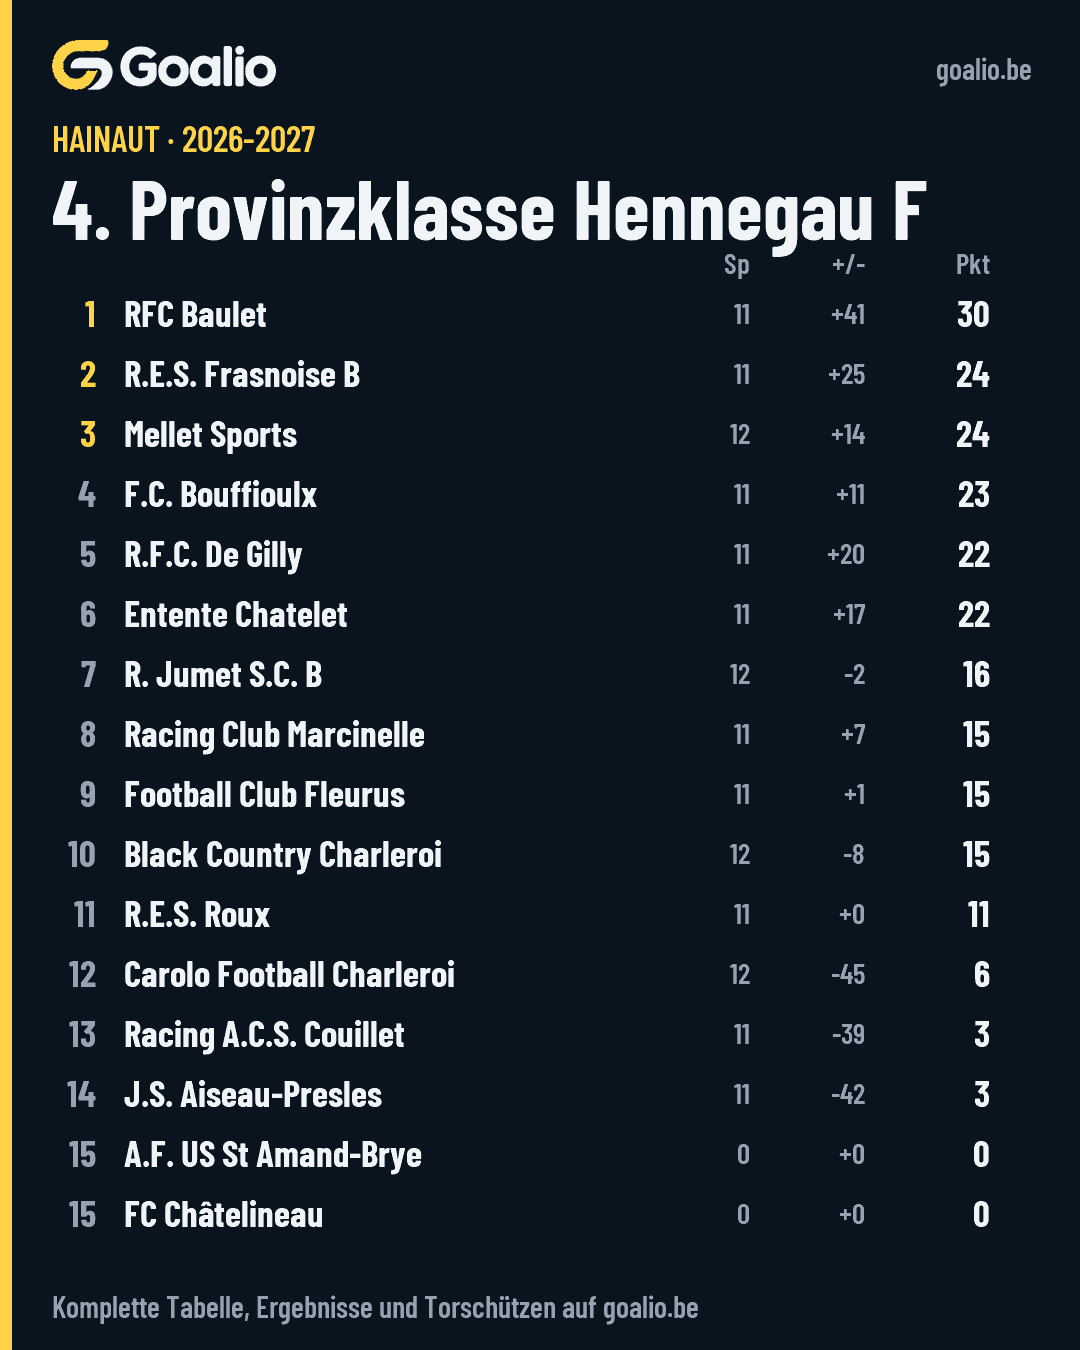 Goalio
goalio.be
HAINAUT · 2026-2027
4. Provinzklasse Hennegau F
Sp +/- Pkt
1 RFC Baulet 11 +41 30
2 R.E.S. Frasnoise B 11 +25 24
3 Mellet Sports 12 +14 24
4 F.C. Bouffioulx 11 +11 23
5 R.F.C. De Gilly 11 +20 22
6 Entente Chatelet 11 +17 22
7 R. Jumet S.C. B 12 -2 16
8 Racing Club Marcinelle 11 +7 15
9 Football Club Fleurus 11 +1 15
10 Black Country Charleroi 12 -8 15
11 R.E.S. Roux 11 +0 11
12 Carolo Football Charleroi 12 -45 6
13 Racing A.C.S. Couillet 11 -39 3
14 J.S. Aiseau-Presles 11 -42 3
15 A.F. US St Amand-Brye 0 +0 0
15 FC Châtelineau 0 +0 0
Komplette Tabelle, Ergebnisse und Torschützen auf goalio.be